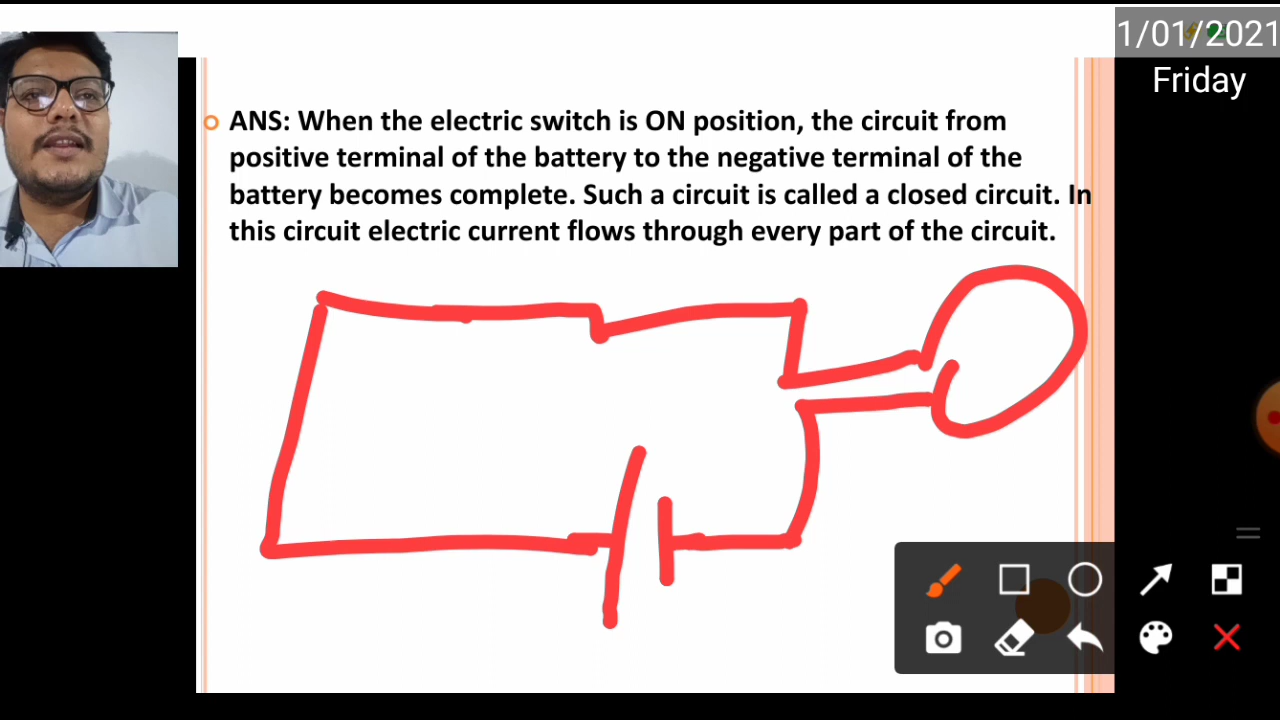 1/01/2021
Friday
ANS: When the electric switch is ON position, the circuit from
positive terminal of the battery to the negative terminal of the
battery becomes complete. Such a circuit is called a closed circuit. In
this circuit electric current flows through every part of the circuit.